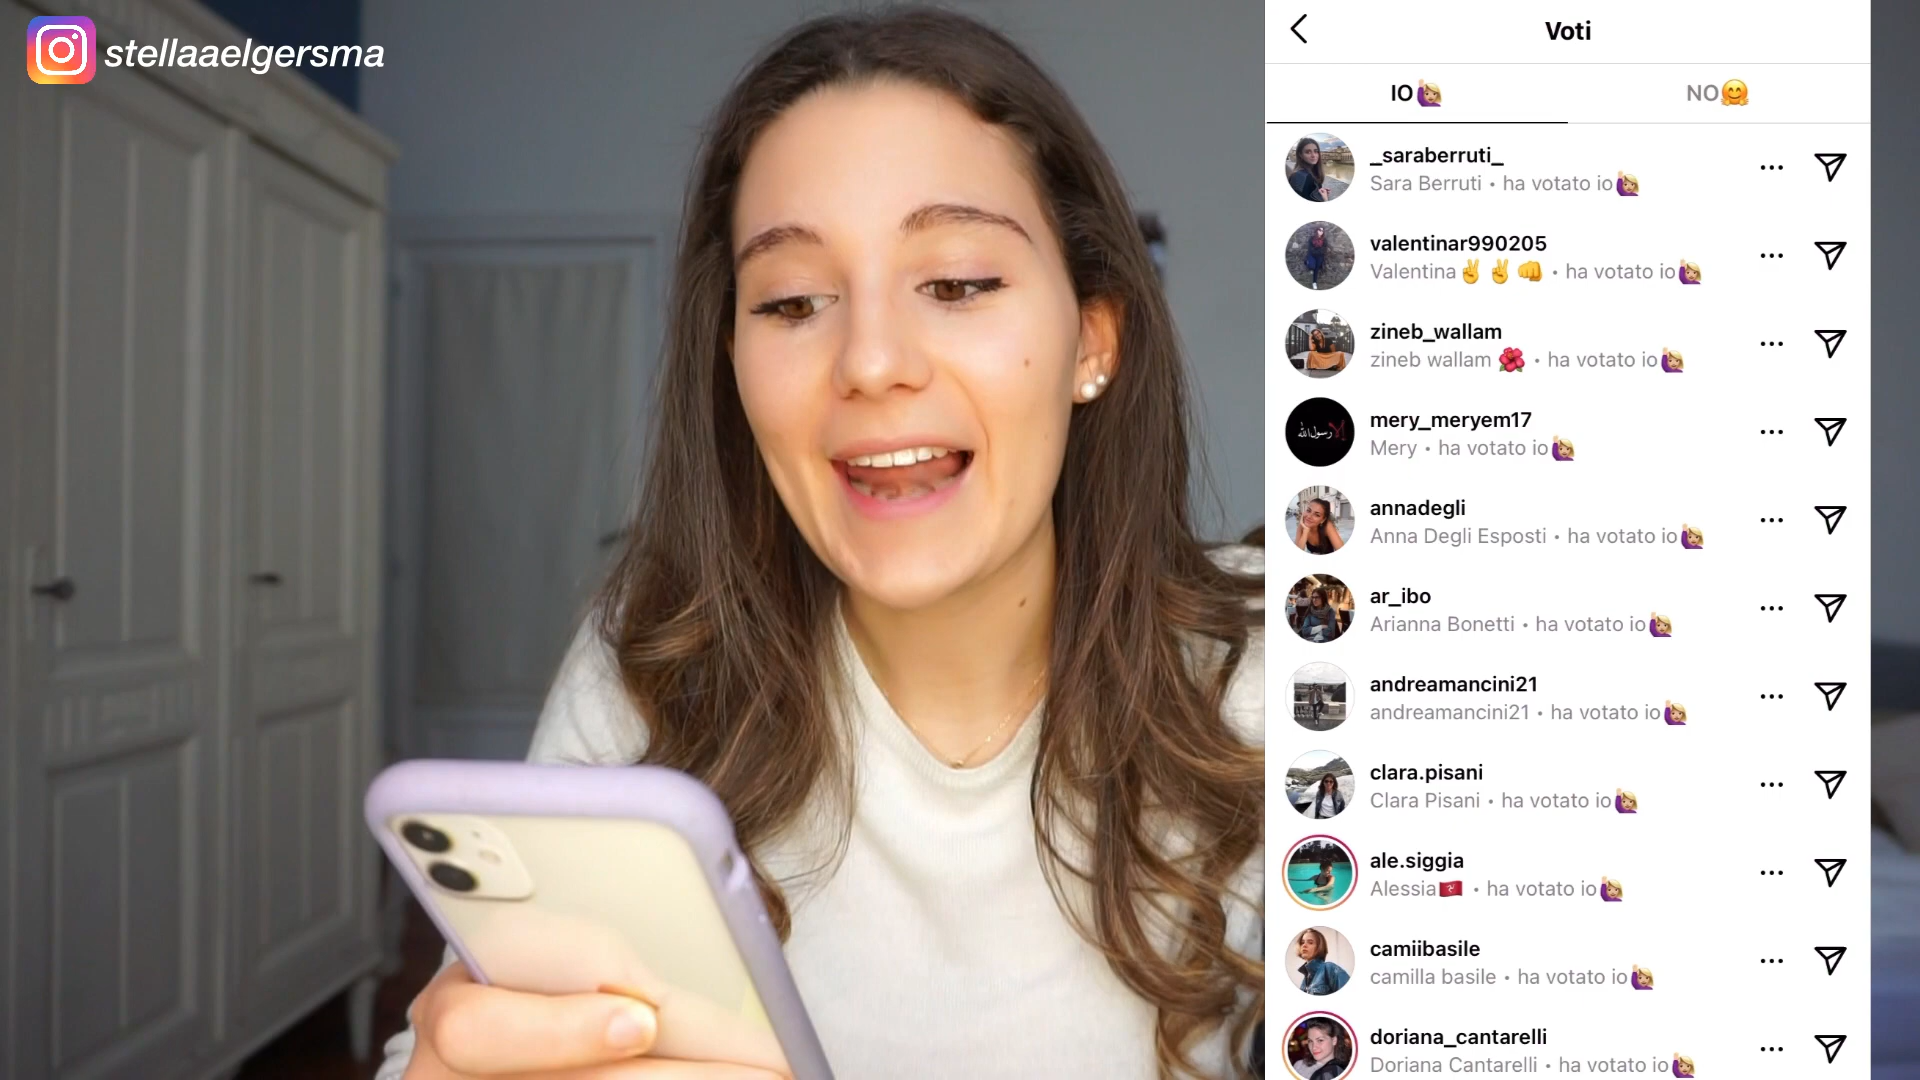 stellaaelgersma
Voti
IO🙋🏼‍♀️
NO🤗
_saraberruti_
Sara Berruti • ha votato io🙋🏼‍♀️
valentinar990205
Valentina✌️✌️👊 • ha votato io🙋🏼‍♀️
zineb_wallam
zineb wallam 🌺 • ha votato io🙋🏼‍♀️
mery_meryem17
Mery • ha votato io🙋🏼‍♀️
إلا رسول الله
annadegli
Anna Degli Esposti • ha votato io🙋🏼‍♀️
ar_ibo
Arianna Bonetti • ha votato io🙋🏼‍♀️
andreamancini21
andreamancini21 • ha votato io🙋🏼‍♀️
clara.pisani
Clara Pisani • ha votato io🙋🏼‍♀️
ale.siggia
Alessia🇮🇲 • ha votato io🙋🏼‍♀️
camiibasile
camilla basile • ha votato io🙋🏼‍♀️
doriana_cantarelli
Doriana Cantarelli • ha votato io🙋🏼‍♀️